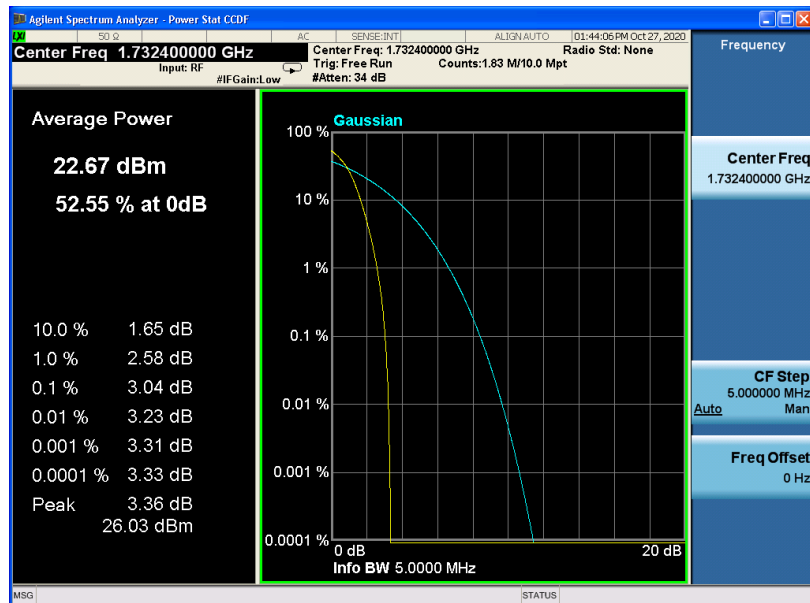 Agilent Spectrum Analyzer - Power Stat CCDF
LXI 50 Ω AC SENSE:INT ALIGN AUTO 01:44:06 PM Oct 27, 2020
Center Freq 1.732400000 GHz
Input: RF
#IFGain:Low
Center Freq: 1.732400000 GHz Radio Std: None
Trig: Free Run Counts:1.83 M/10.0 Mpt
#Atten: 34 dB
Average Power
22.67 dBm
52.55 % at 0dB
10.0 % 1.65 dB
1.0 % 2.58 dB
0.1 % 3.04 dB
0.01 % 3.23 dB
0.001 % 3.31 dB
0.0001 % 3.33 dB
Peak 3.36 dB
26.03 dBm
Gaussian
100 %
10 %
1 %
0.1 %
0.01 %
0.001 %
0.0001 %
0 dB 20 dB
Info BW 5.0000 MHz
Frequency
Center Freq
1.732400000 GHz
CF Step
5.000000 MHz
Auto Man
Freq Offset
0 Hz
MSG STATUS